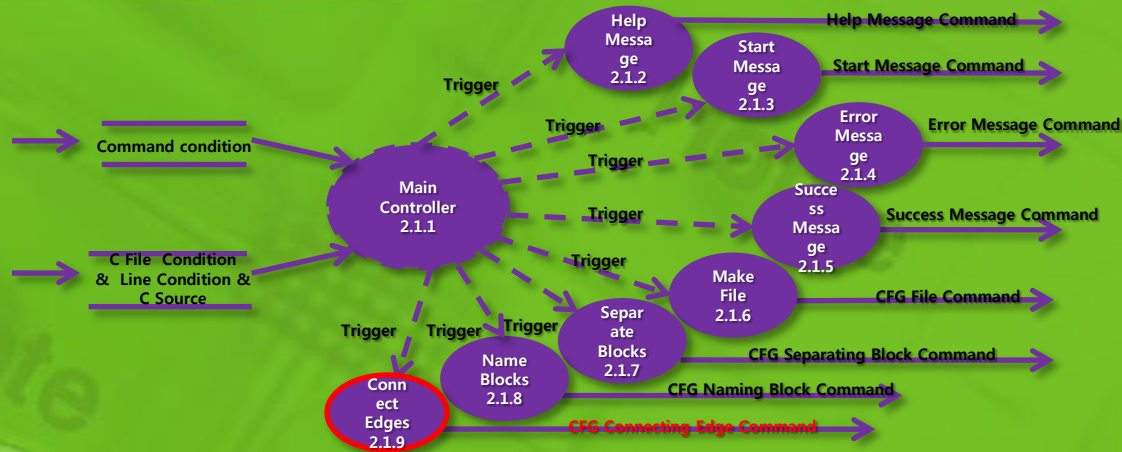 Help
Messa
ge
2.1.2
Help Message Command
Start
Messa
ge
2.1.3
Start Message Command
Trigger
Trigger
Error
Messa
ge
2.1.4
Error Message Command
Command condition
Trigger
Main
Controller
2.1.1
Succe
ss
Messa
ge
2.1.5
Success Message Command
Trigger
C File Condition
& Line Condition &
C Source
Trigger
Make
File
2.1.6
CFG File Command
Trigger
Trigger
Trigger
Separ
ate
Blocks
2.1.7
CFG Separating Block Command
Name
Blocks
2.1.8
CFG Naming Block Command
Conn
ect
Edges
2.1.9
CFG Connecting Edge Command